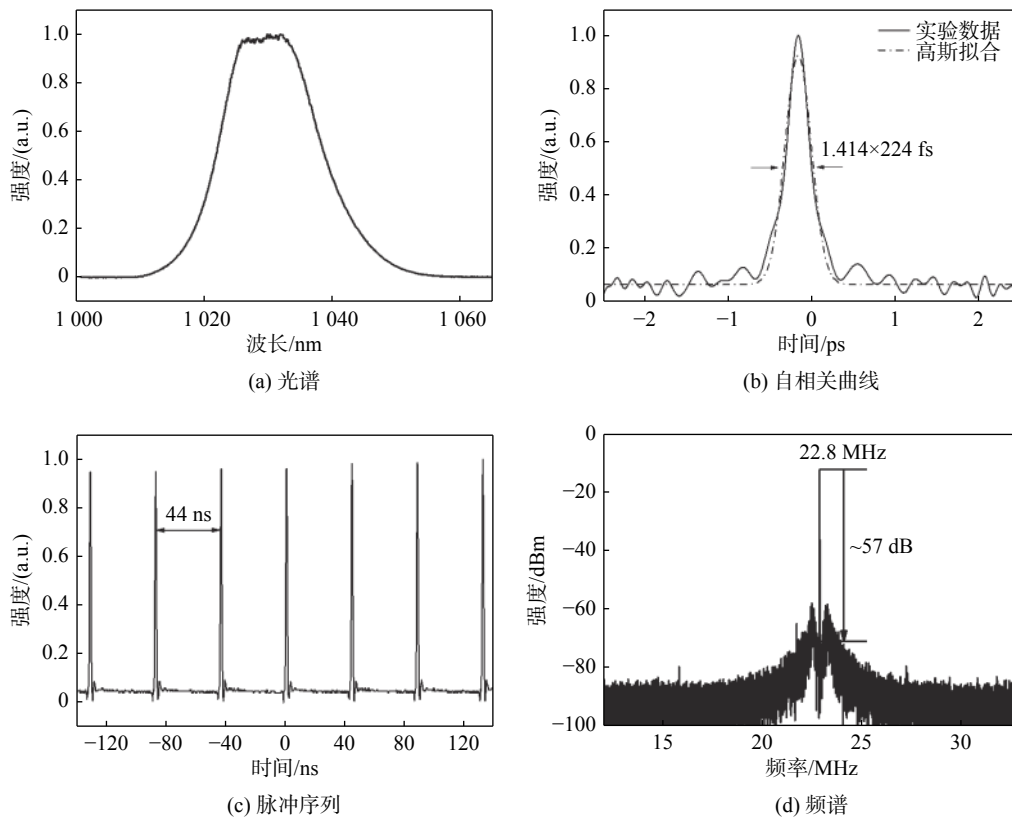 1.0
0.8
0.6
0.4
0.2
0
强度/(a.u.)
1 000
1 020
1 040
1 060
波长/nm
(a) 光谱
1.0
0.8
0.6
0.4
0.2
0
强度/(a.u.)
实验数据
高斯拟合
1.414×224 fs
−2
−1
0
1
2
时间/ps
(b) 自相关曲线
1.0
0.8
0.6
0.4
0.2
0
强度/(a.u.)
44 ns
−120
−80
−40
0
40
80
120
时间/ns
(c) 脉冲序列
0
−20
−40
−60
−80
−100
强度/dBm
22.8 MHz
~57 dB
15
20
25
30
频率/MHz
(d) 频谱